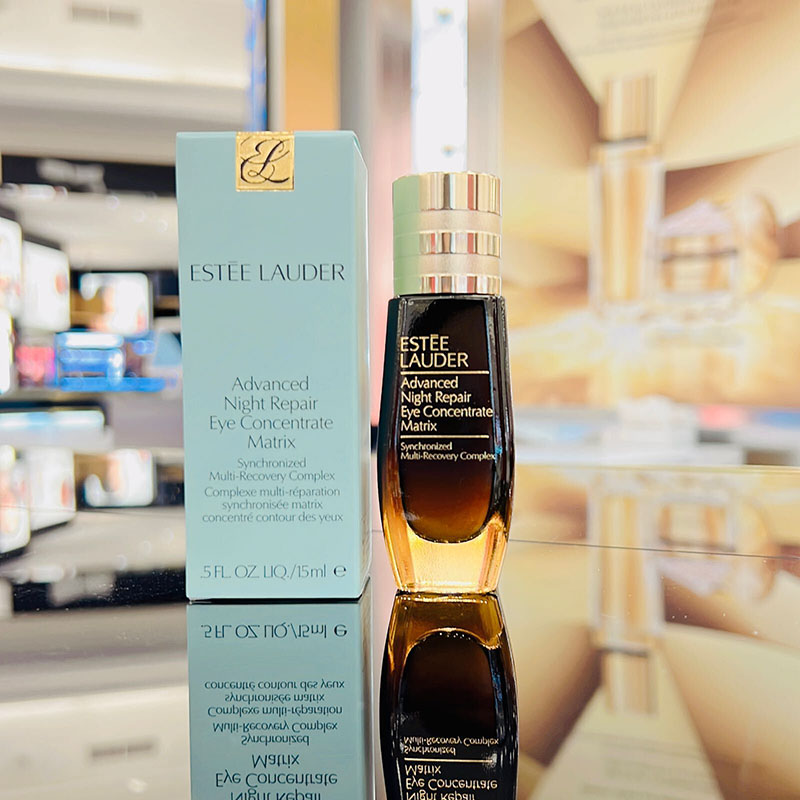 EL
ESTĒE LAUDER
Advanced
Night Repair
Eye Concentrate
Matrix
Synchronized
Multi-Recovery Complex
Complexe multi-réparation
synchronisée matrix
concentré contour des yeux
.5 FL. OZ. LIQ./15ml ℮
ESTĒE
LAUDER
Advanced
Night Repair
Eye Concentrate
Matrix
Synchronized
Multi-Recovery Complex